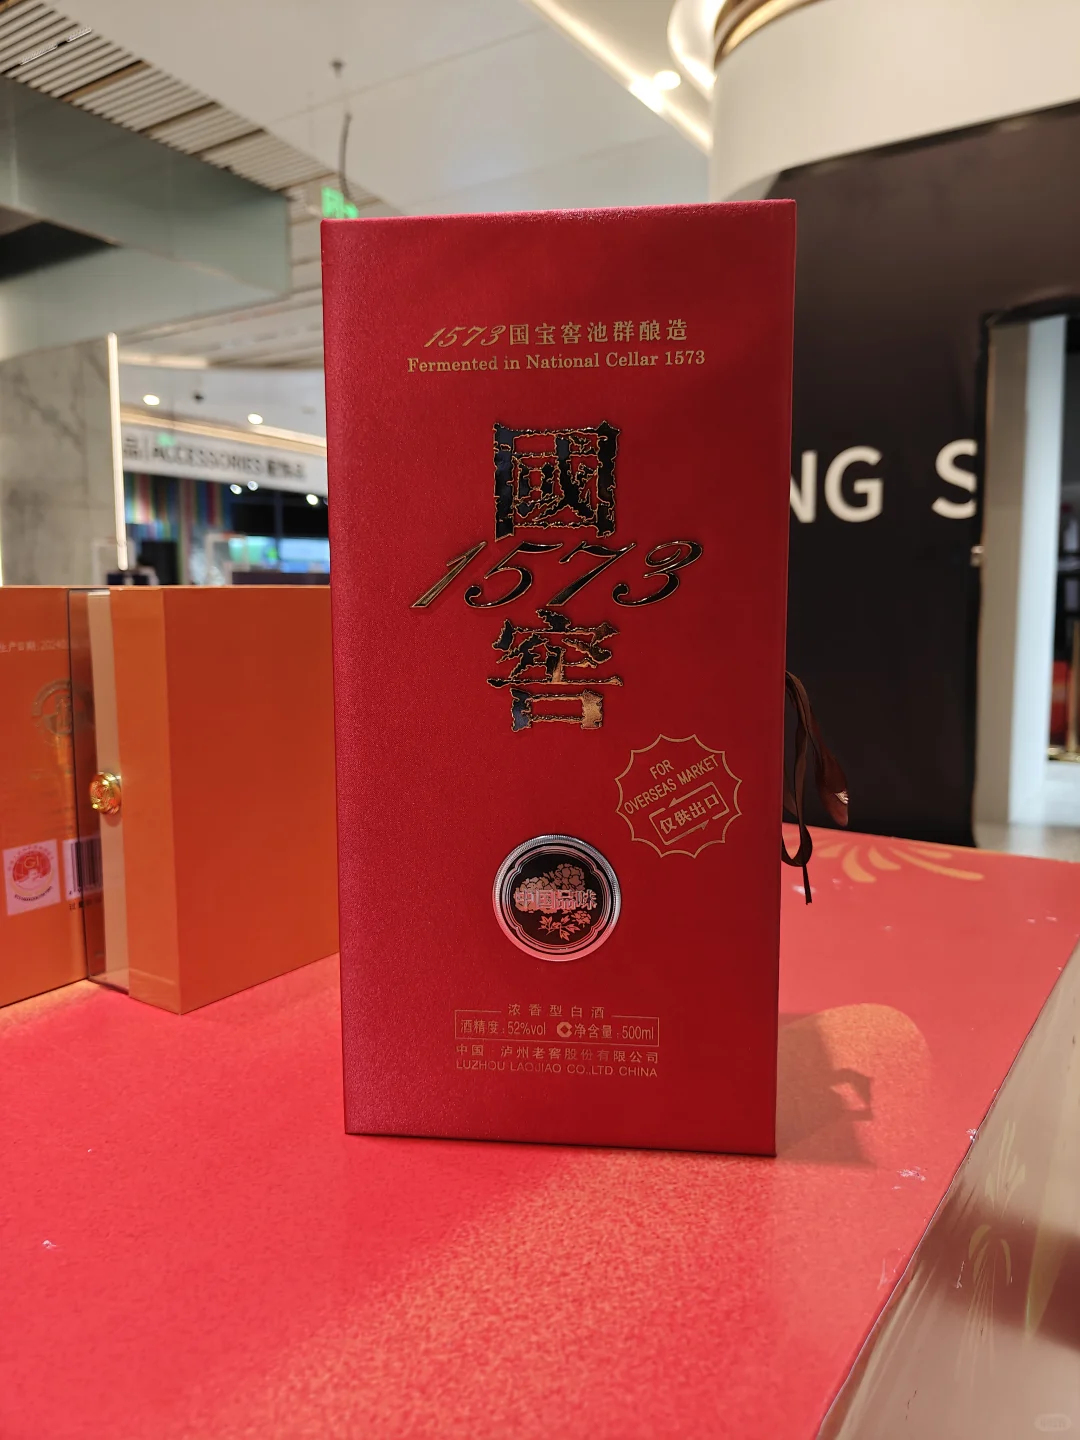 1573国宝窖池群酿造
Fermented in National Cellar 1573
國
1573
窖
FOR
OVERSEAS MARKET
仅供出口
中国品味
浓香型白酒
酒精度:52%vol 净含量:500ml
中国·泸州老窖股份有限公司
LUZHOU LAOJIAO CO.,LTD CHINA
品 ACCESSORIES
NG S